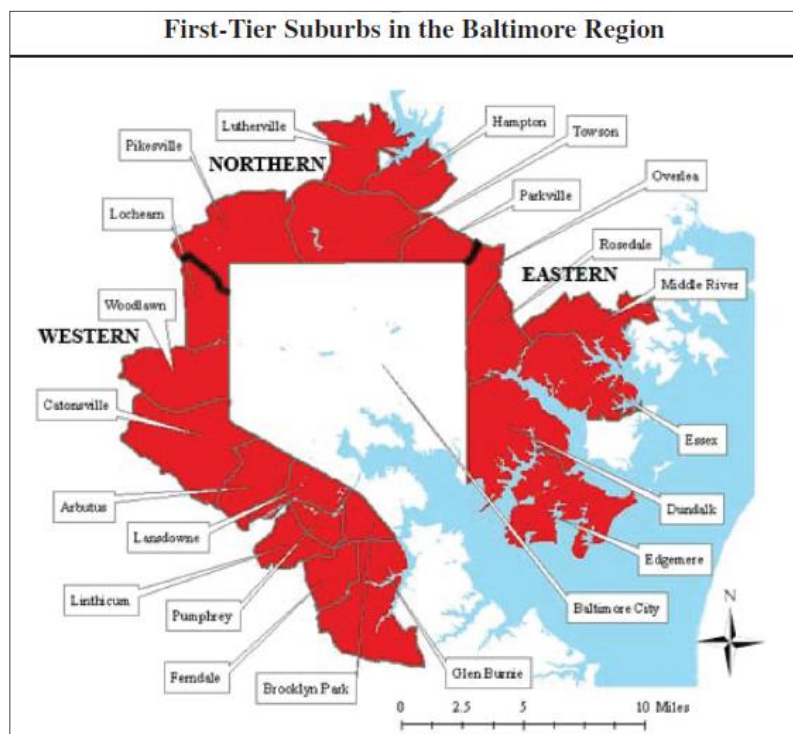 First-Tier Suburbs in the Baltimore Region
Lutherville
Hampton
Towson
Pikesville
NORTHERN
Parkville
Overlea
Lochearn
Rosedale
EASTERN
Middle River
Woodlawn
WESTERN
Catonsville
Essex
Arbutus
Dundalk
Lansdowne
Edgemere
Linthicum
Baltimore City
N
Pumphrey
Ferndale
Brooklyn Park
Glen Burnie
0 2.5 5 10 Miles